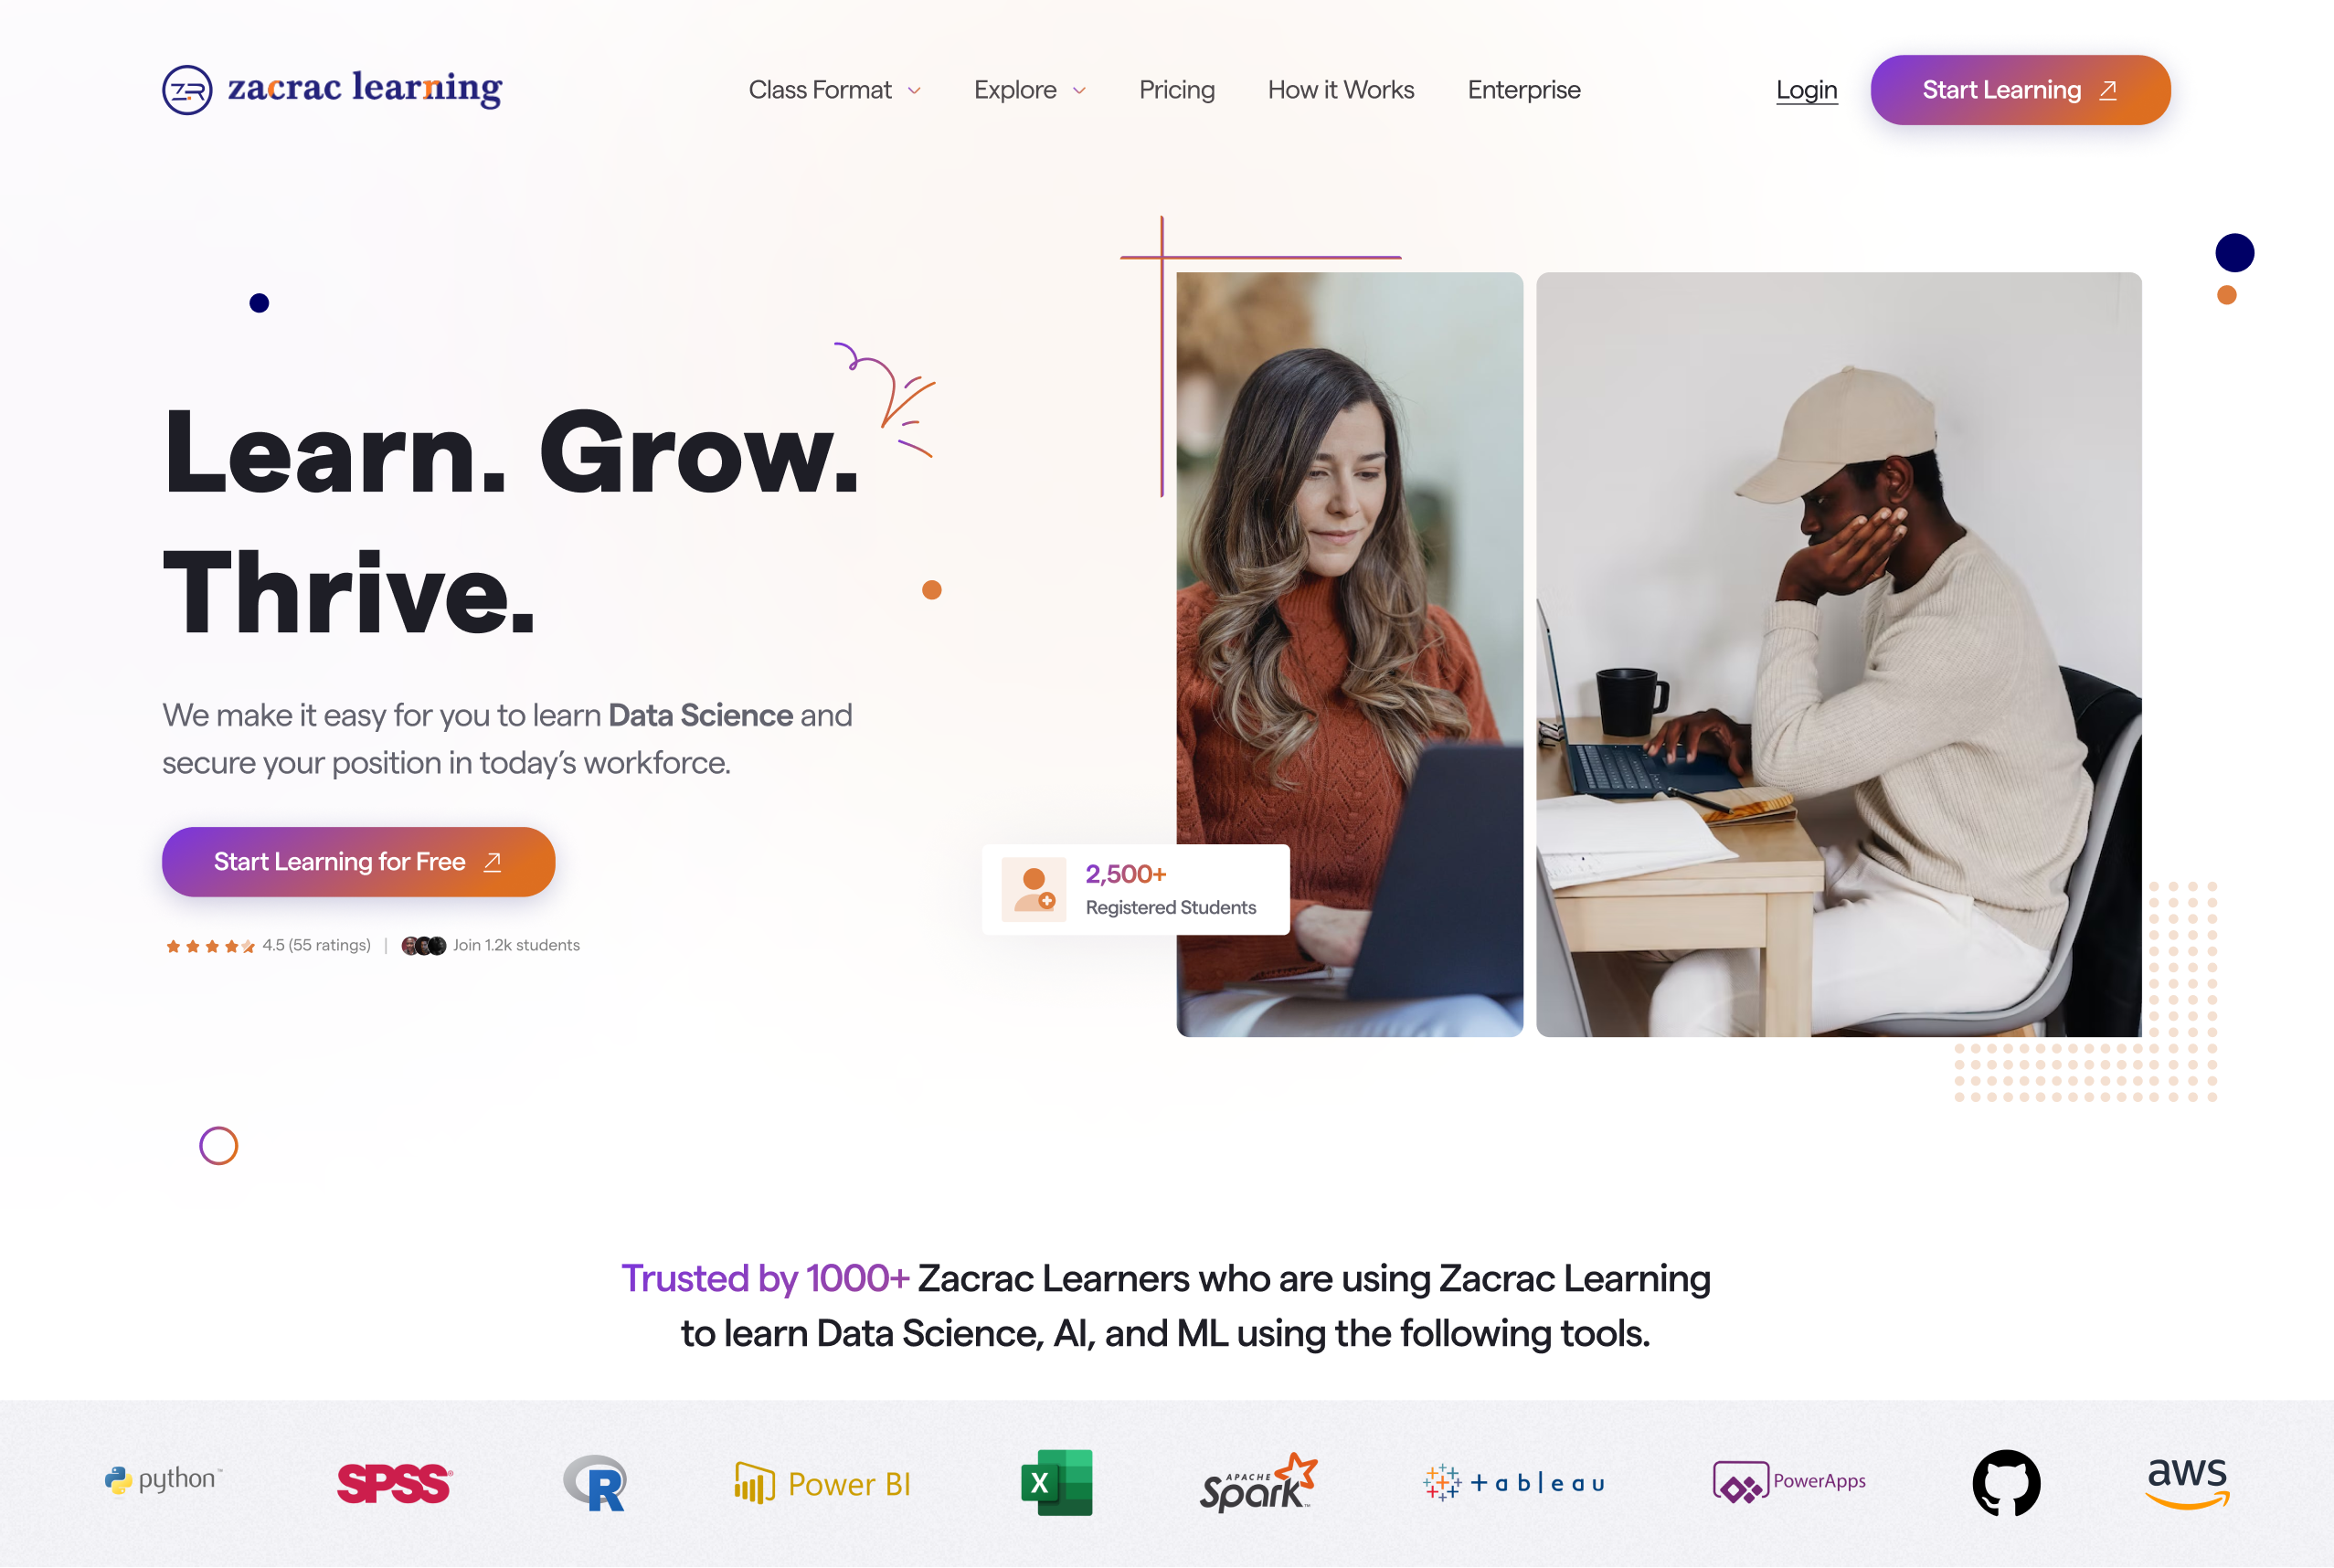 ZR zacrac learning
Class Format
Explore
Pricing
How it Works
Enterprise
Login
Start Learning
Learn. Grow.
Thrive.
We make it easy for you to learn Data Science and
secure your position in today’s workforce.
Start Learning for Free
4.5 (55 ratings) | Join 1.2k students
2,500+
Registered Students
Trusted by 1000+ Zacrac Learners who are using Zacrac Learning
to learn Data Science, AI, and ML using the following tools.
python™
SPSS®
R
Power BI
X
APACHE
Spark™
+ableau
PowerApps
aws